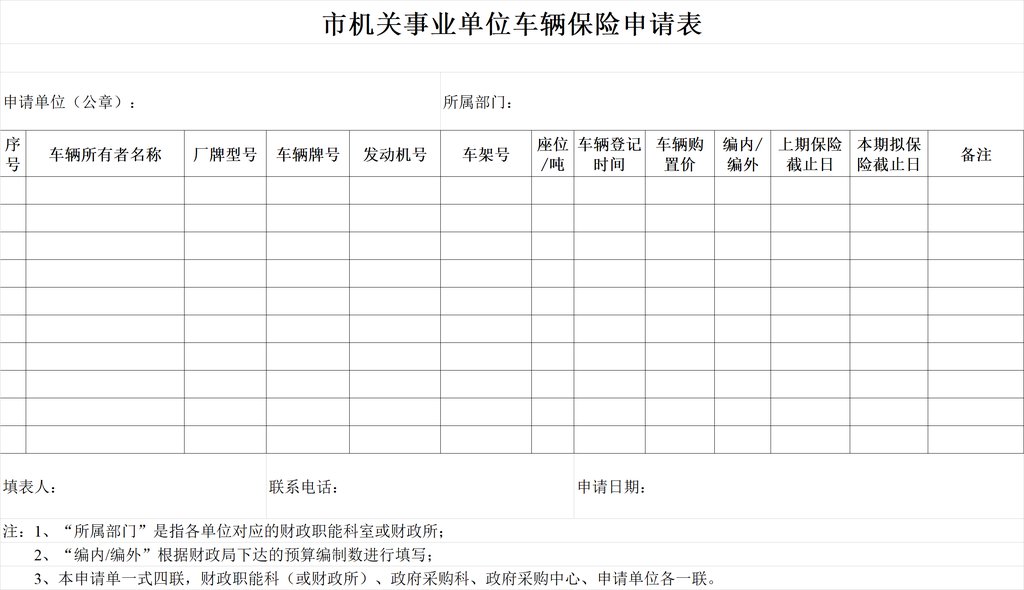 市机关事业单位车辆保险申请表
申请单位（公章）： 所属部门：
序号 车辆所有者名称 厂牌型号 车辆牌号 发动机号 车架号 座位/吨 车辆登记时间 车辆购置价 编内/编外 上期保险截止日 本期拟保险截止日 备注
填表人： 联系电话： 申请日期：
注：1、“所属部门”是指各单位对应的财政职能科室或财政所；
2、“编内/编外”根据财政局下达的预算编制数进行填写；
3、本申请单一式四联，财政职能科（或财政所）、政府采购科、政府采购中心、申请单位各一联。